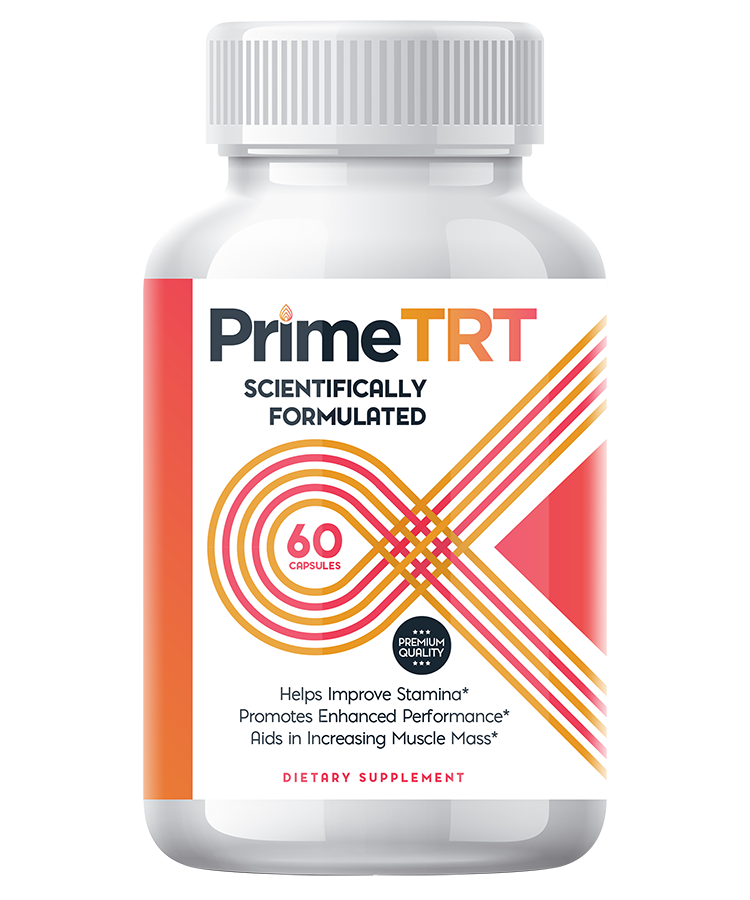 PrimeTRT
SCIENTIFICALLY
FORMULATED
60
CAPSULES
PREMIUM
QUALITY
Helps Improve Stamina*
Promotes Enhanced Performance*
Aids in Increasing Muscle Mass*
DIETARY SUPPLEMENT